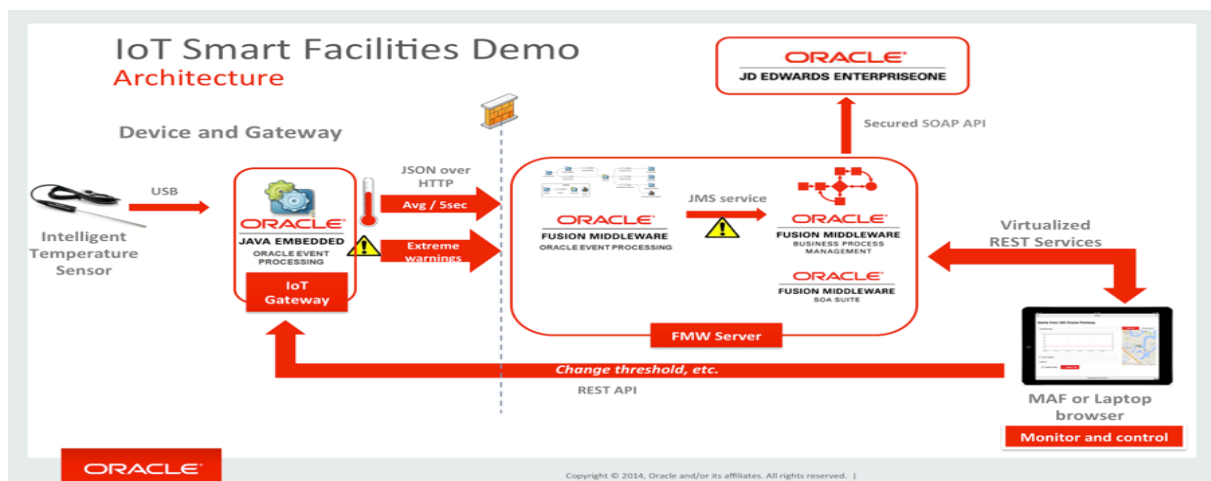 IoT Smart Facilities Demo
Architecture
ORACLE
JD EDWARDS ENTERPRISEONE
Secured SOAP API
Device and Gateway
USB
Intelligent
Temperature
Sensor
ORACLE
JAVA EMBEDDED
ORACLE EVENT
PROCESSING
IoT
Gateway
JSON over
HTTP
Avg / 5sec
Extreme
warnings
ORACLE
FUSION MIDDLEWARE
ORACLE EVENT PROCESSING
JMS service
ORACLE
FUSION MIDDLEWARE
BUSINESS PROCESS
MANAGEMENT
ORACLE
FUSION MIDDLEWARE
SOA SUITE
FMW Server
Virtualized
REST Services
Change threshold, etc.
REST API
MAF or Laptop
browser
Monitor and control
ORACLE
Copyright © 2014, Oracle and/or its affiliates. All rights reserved. |